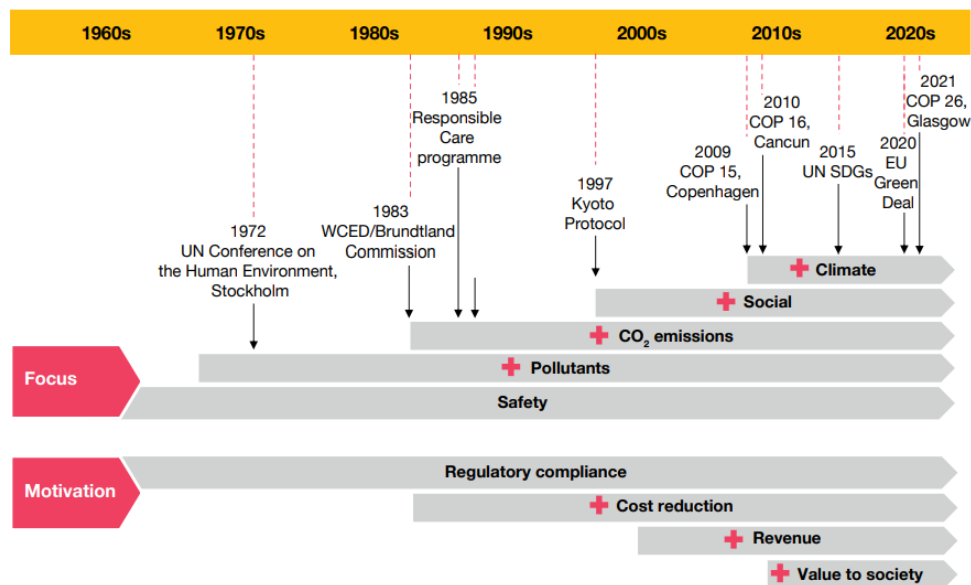 1960s 1970s 1980s 1990s 2000s 2010s 2020s
1972
UN Conference on
the Human Environment,
Stockholm
1983
WCED/Brundtland
Commission
1985
Responsible
Care
programme
1997
Kyoto
Protocol
2009
COP 15,
Copenhagen
2010
COP 16,
Cancun
2015
UN SDGs
2020
EU
Green
Deal
2021
COP 26,
Glasgow
Focus
Climate
Social
CO₂ emissions
Pollutants
Safety
Motivation
Regulatory compliance
Cost reduction
Revenue
Value to society